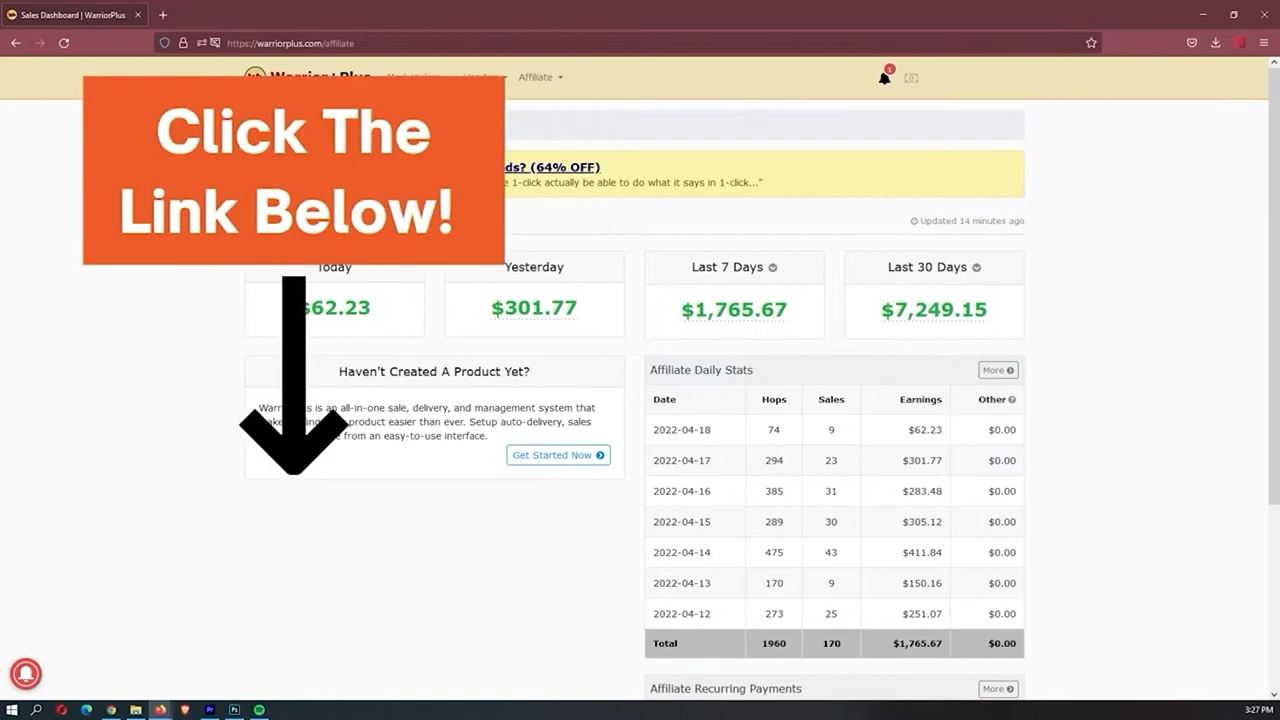 Sales Dashboard | WarriorPlus
https://warriorplus.com/affiliate
Affiliate
1
Click The
Link Below!
ds? (64% OFF)
e 1-click actually be able to do what it says in 1-click..."
Updated 14 minutes ago
Today
Yesterday
Last 7 Days
Last 30 Days
$62.23
$301.77
$1,765.67
$7,249.15
Haven't Created A Product Yet?
is an all-in-one sale, delivery, and management system that
product easier than ever. Setup auto-delivery, sales
from an easy-to-use interface.
Get Started Now
Affiliate Daily Stats
More
Date Hops Sales Earnings Other
2022-04-18 74 9 $62.23 $0.00
2022-04-17 294 23 $301.77 $0.00
2022-04-16 385 31 $283.48 $0.00
2022-04-15 289 30 $305.12 $0.00
2022-04-14 475 43 $411.84 $0.00
2022-04-13 170 9 $150.16 $0.00
2022-04-12 273 25 $251.07 $0.00
Total 1960 170 $1,765.67 $0.00
Affiliate Recurring Payments
More
3:27 PM